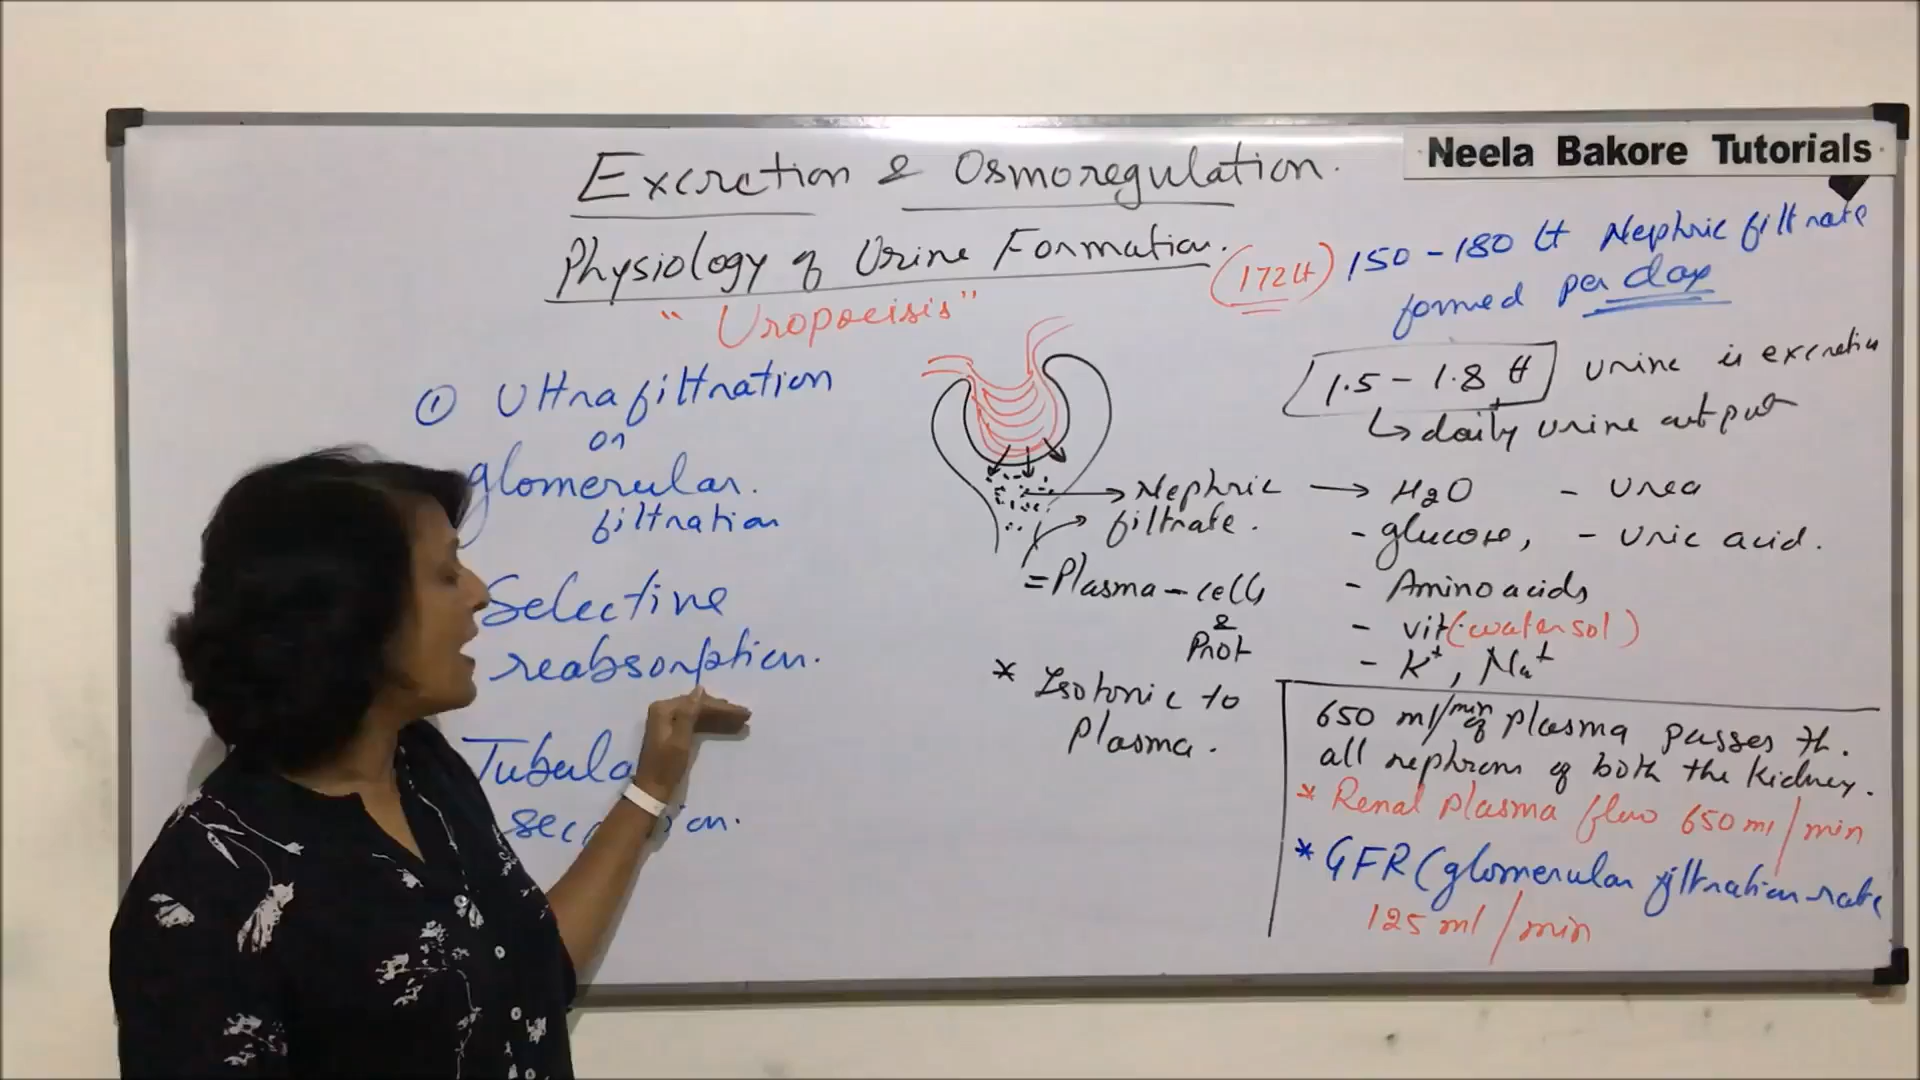 Neela Bakore Tutorials
Excretion & Osmoregulation.
Physiology of Urine Formation.
"Uropoeisis"
① Ultrafiltration
or
glomerular.
filtration
Selective
reabsorption.
Tubula
sec on.
Nephric
filtrate.
= Plasma - cells
&
Prot
* Isotonic to
Plasma.
(172 lt) 150 - 180 lt Nephric filtrate
formed per day
1.5 - 1.8 lt urine is excretin
↳ daily urine output
→ H2O - urea
- glucose, - uric acid.
- Amino acids
- vit (water sol)
- K+, Na+
650 ml/min of plasma passes th.
all nephrons of both the kidney.
* Renal plasma flow 650 ml/min
* GFR (glomerular filtration rate
125 ml/min